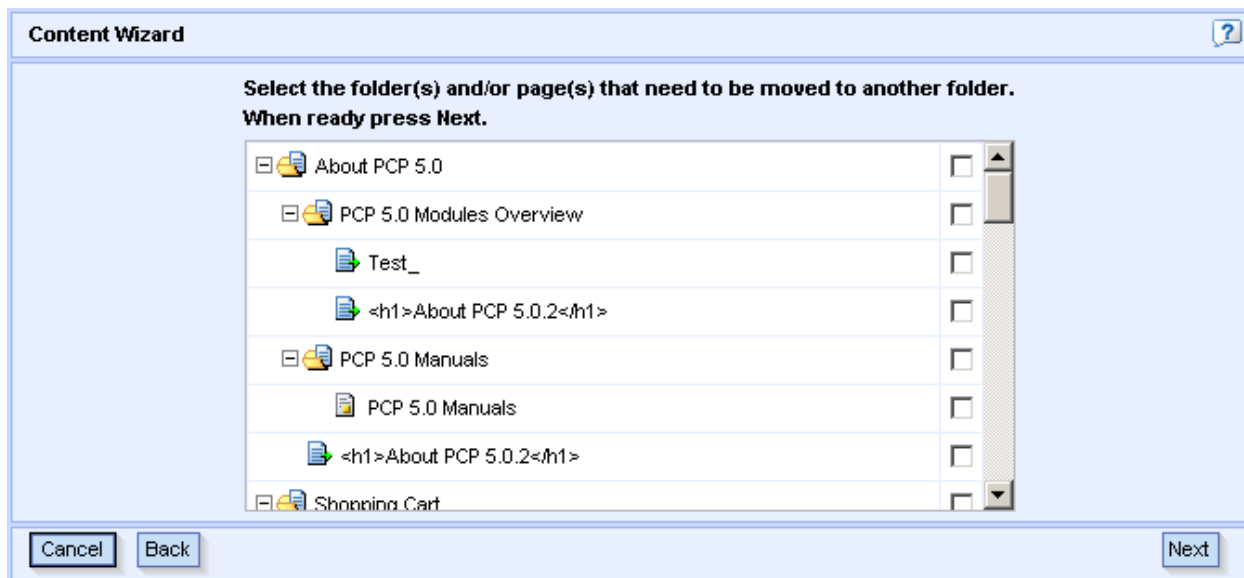 Content Wizard
?
Select the folder(s) and/or page(s) that need to be moved to another folder.
When ready press Next.
About PCP 5.0
PCP 5.0 Modules Overview
Test_
<h1>About PCP 5.0.2</h1>
PCP 5.0 Manuals
PCP 5.0 Manuals
<h1>About PCP 5.0.2</h1>
Shopping Cart
Cancel Back Next